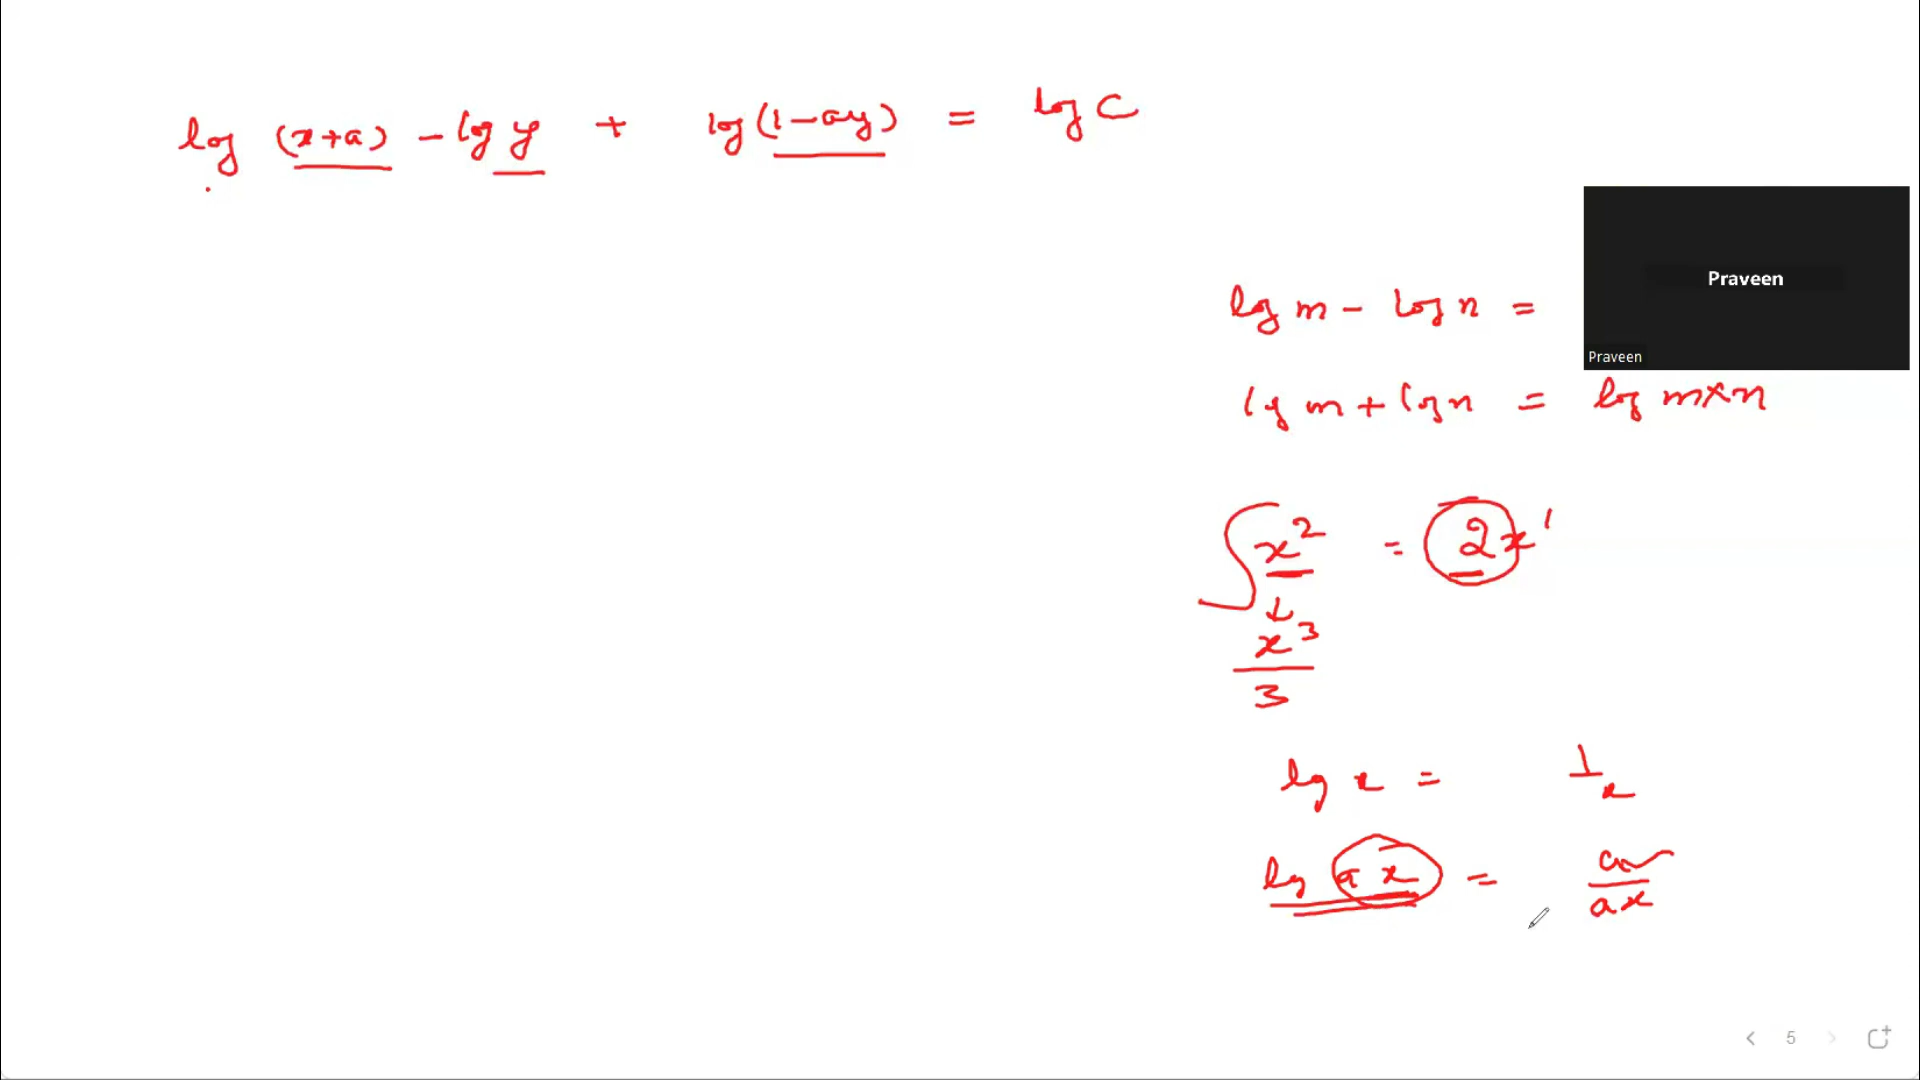 log (x+a) - log y + log(1-ay) = log C
Praveen
Praveen
log m - log n =
log m + log n = log m×n
∫x² = 2x¹
↓
x³
3
log x = 1/x
log ax = a/ax
5